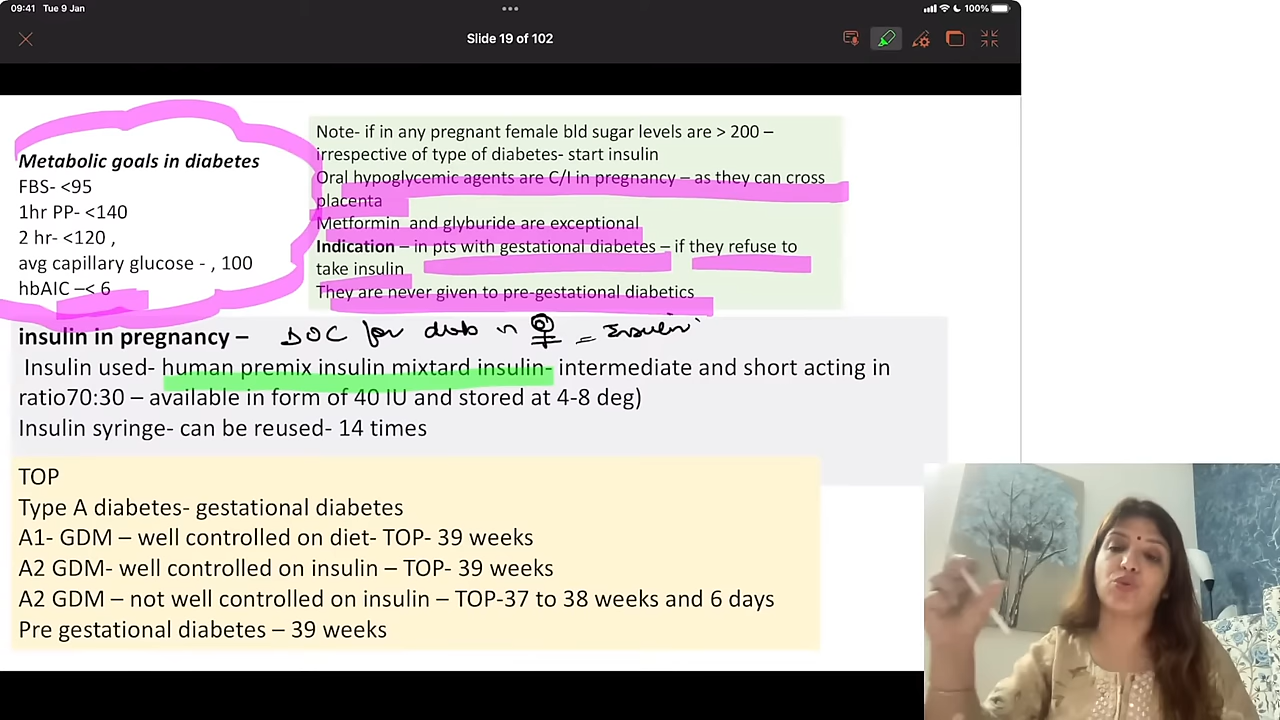 09:41 Tue 9 Jan
100%
Slide 19 of 102
Metabolic goals in diabetes
FBS- <95
1hr PP- <140
2 hr- <120 ,
avg capillary glucose - , 100
hbAIC –< 6
Note- if in any pregnant female bld sugar levels are > 200 –
irrespective of type of diabetes- start insulin
Oral hypoglycemic agents are C/I in pregnancy – as they can cross
placenta
Metformin and glyburide are exceptional
Indication – in pts with gestational diabetes – if they refuse to
take insulin
They are never given to pre-gestational diabetics
insulin in pregnancy – DOC for diab in = Insulin
Insulin used- human premix insulin mixtard insulin- intermediate and short acting in
ratio70:30 – available in form of 40 IU and stored at 4-8 deg)
Insulin syringe- can be reused- 14 times
TOP
Type A diabetes- gestational diabetes
A1- GDM – well controlled on diet- TOP- 39 weeks
A2 GDM- well controlled on insulin – TOP- 39 weeks
A2 GDM – not well controlled on insulin – TOP-37 to 38 weeks and 6 days
Pre gestational diabetes – 39 weeks